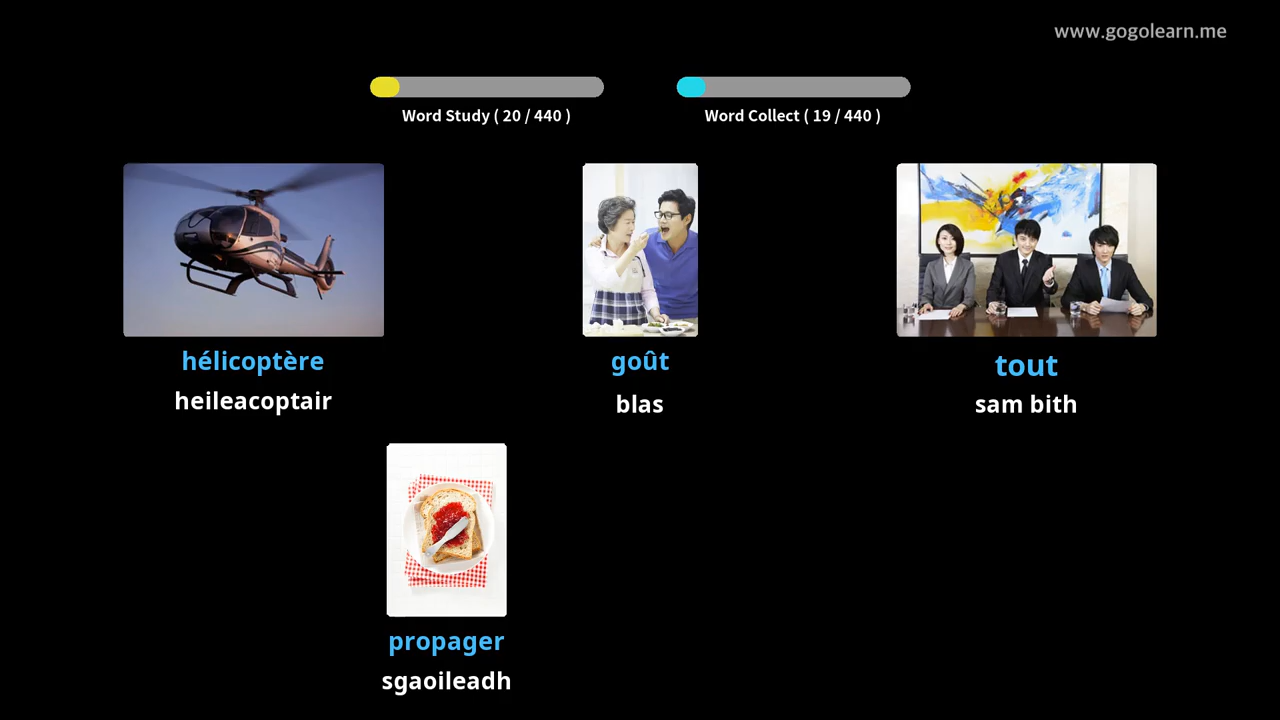 www.gogolearn.me
Word Study ( 20 / 440 )
Word Collect ( 19 / 440 )
hélicoptère
heileacoptair
goût
blas
tout
sam bith
propager
sgaoileadh